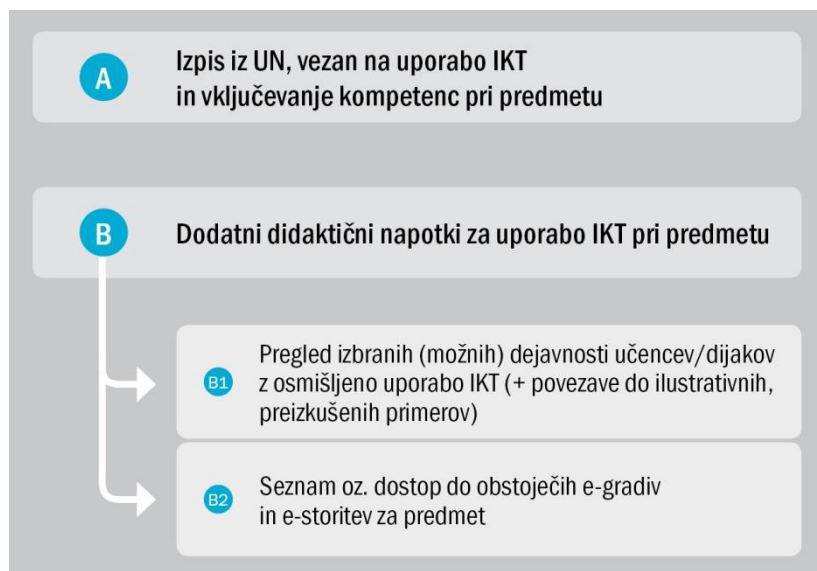 A
Izpis iz UN, vezan na uporabo IKT
in vključevanje kompetenc pri predmetu
B
Dodatni didaktični napotki za uporabo IKT pri predmetu
B1
Pregled izbranih (možnih) dejavnosti učencev/dijakov
z osmišljeno uporabo IKT (+ povezave do ilustrativnih,
preizkušenih primerov)
B2
Seznam oz. dostop do obstoječih e-gradiv
in e-storitev za predmet